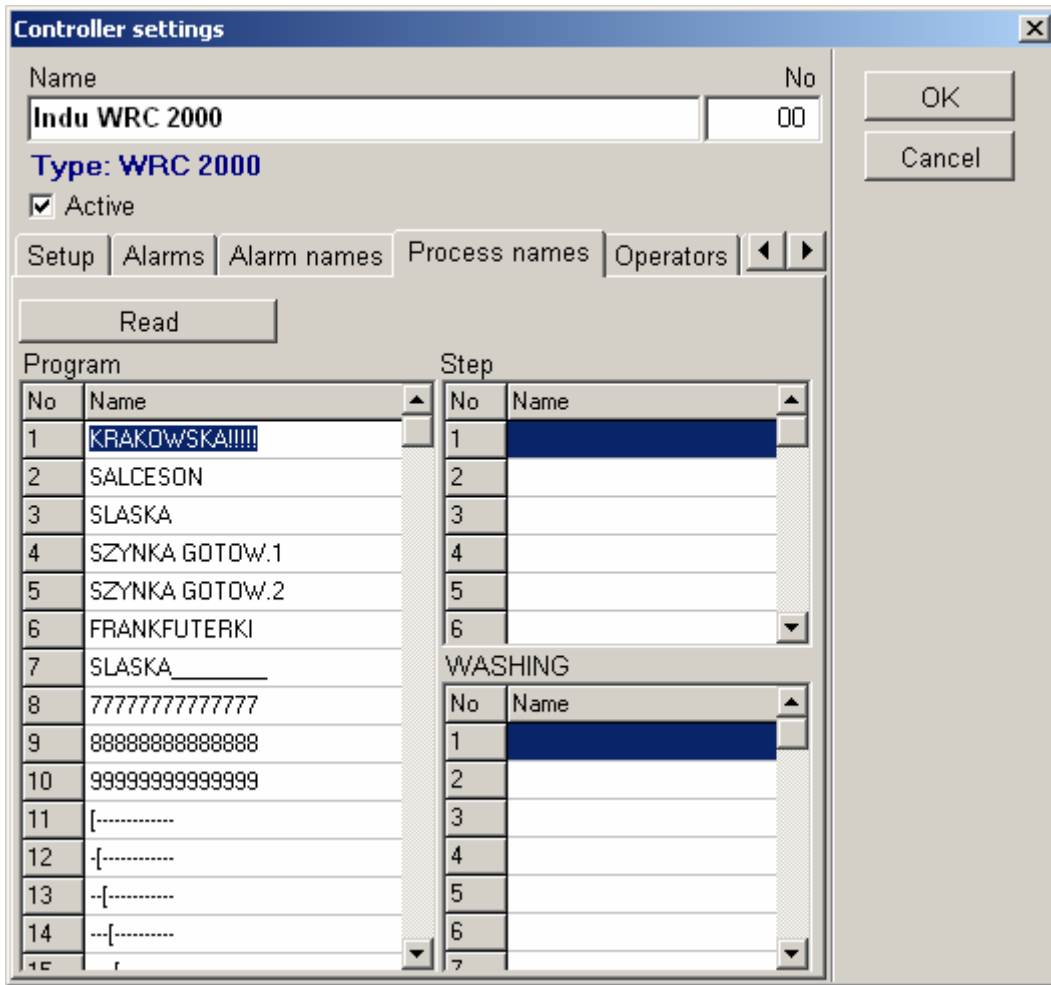 Controller settings
Name No
Indu WRC 2000 00
OK
Type: WRC 2000
Cancel
Active
Setup Alarms Alarm names Process names Operators
Read
Program
No Name
1 KRAKOWSKA!!!!!
2 SALCESON
3 SLASKA
4 SZYNKA GOTOW.1
5 SZYNKA GOTOW.2
6 FRANKFUTERKI
7 SLASKA_______
8 77777777777777
9 88888888888888
10 99999999999999
11 [-------------
12 -[------------
13 --[-----------
14 ---[----------
15
Step
No Name
1
2
3
4
5
6
WASHING
No Name
1
2
3
4
5
6
7